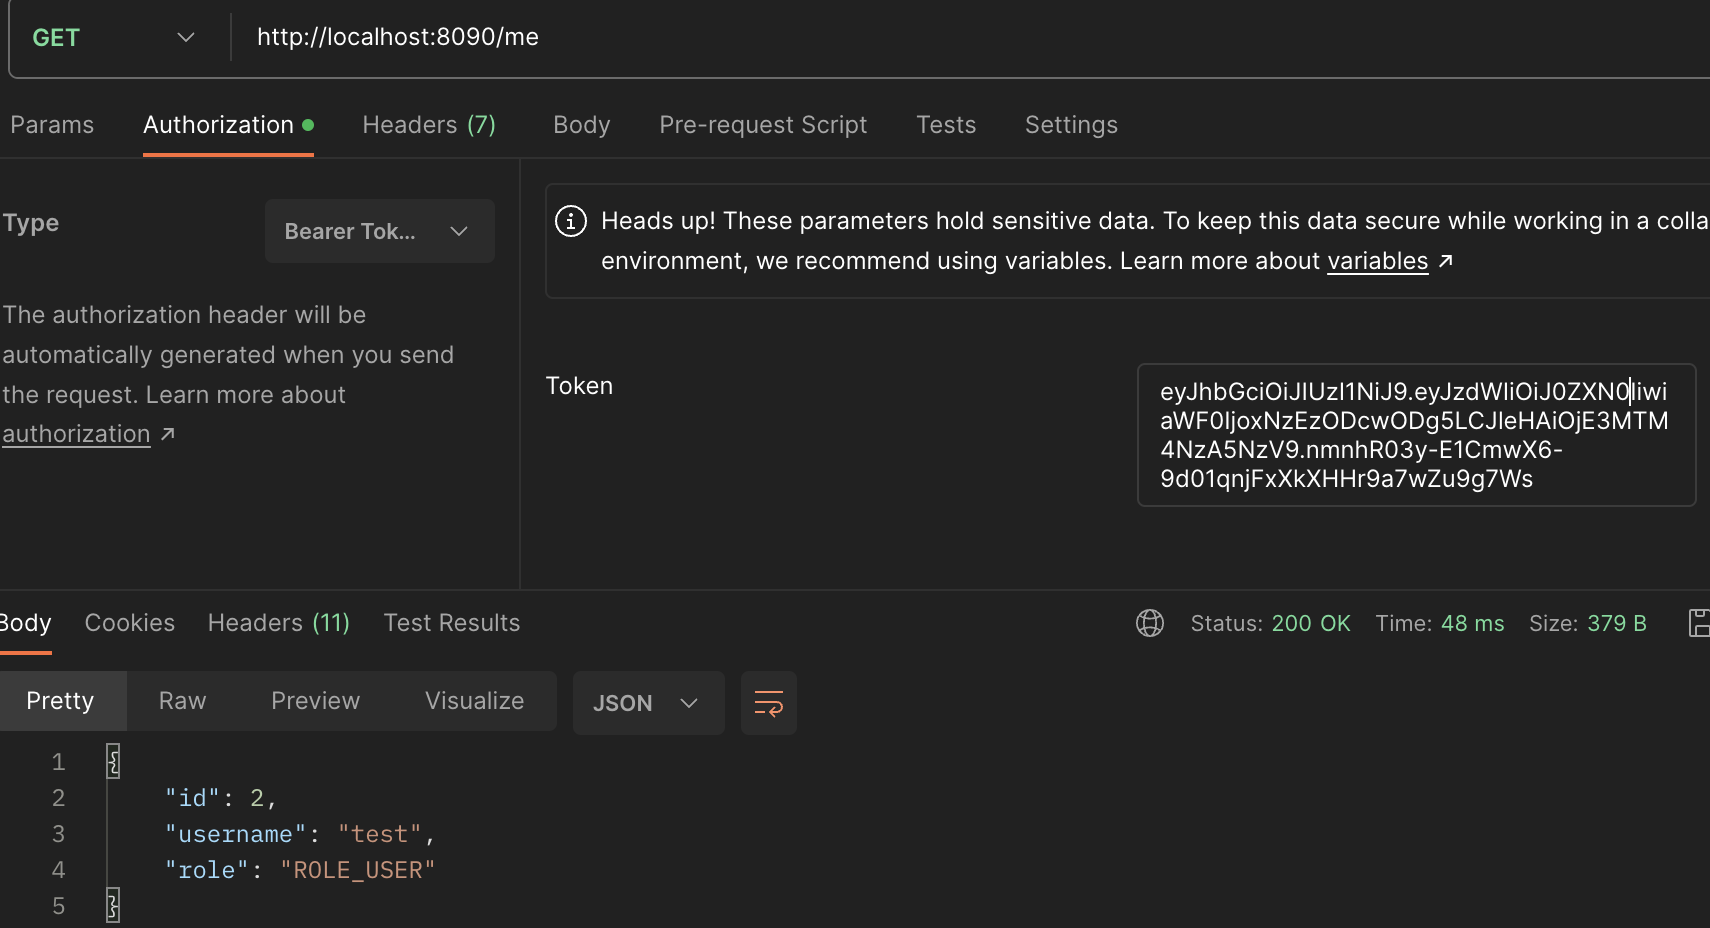 GET http://localhost:8090/me
Params Authorization Headers (7) Body Pre-request Script Tests Settings
Type
Bearer Tok...
The authorization header will be
automatically generated when you send
the request. Learn more about
authorization ↗
Heads up! These parameters hold sensitive data. To keep this data secure while working in a colla
environment, we recommend using variables. Learn more about variables ↗
Token
eyJhbGciOiJIUzI1NiJ9.eyJzdWIiOiJ0ZXN0Iiwi
aWF0IjoxNzEzODcwODg5LCJleHAiOjE3MTM
4NzA5NzV9.nmnhR03y-E1CmwX6-
9d01qnjFxXkXHHr9a7wZu9g7Ws
Body Cookies Headers (11) Test Results
Status: 200 OK Time: 48 ms Size: 379 B
Pretty Raw Preview Visualize JSON
1 {
2 "id": 2,
3 "username": "test",
4 "role": "ROLE_USER"
5 }